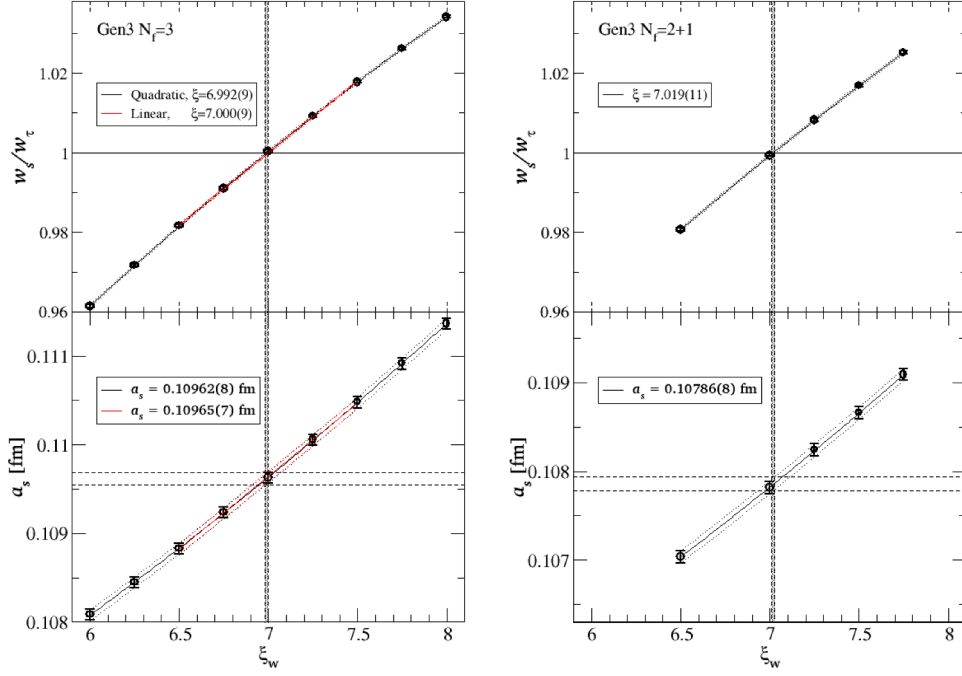 Gen3 N_f=3
Quadratic, ξ=6.992(9)
Linear, ξ=7.000(9)
w_s/w_τ
1.02
1
0.98
0.96
a_s = 0.10962(8) fm
a_s = 0.10965(7) fm
a_s [fm]
0.111
0.11
0.109
0.108
6 6.5 7 7.5 8
ξ_w
Gen3 N_f=2+1
ξ = 7.019(11)
w_s/w_τ
1.02
1
0.98
0.96
a_s = 0.10786(8) fm
a_s [fm]
0.109
0.108
0.107
6 6.5 7 7.5 8
ξ_w